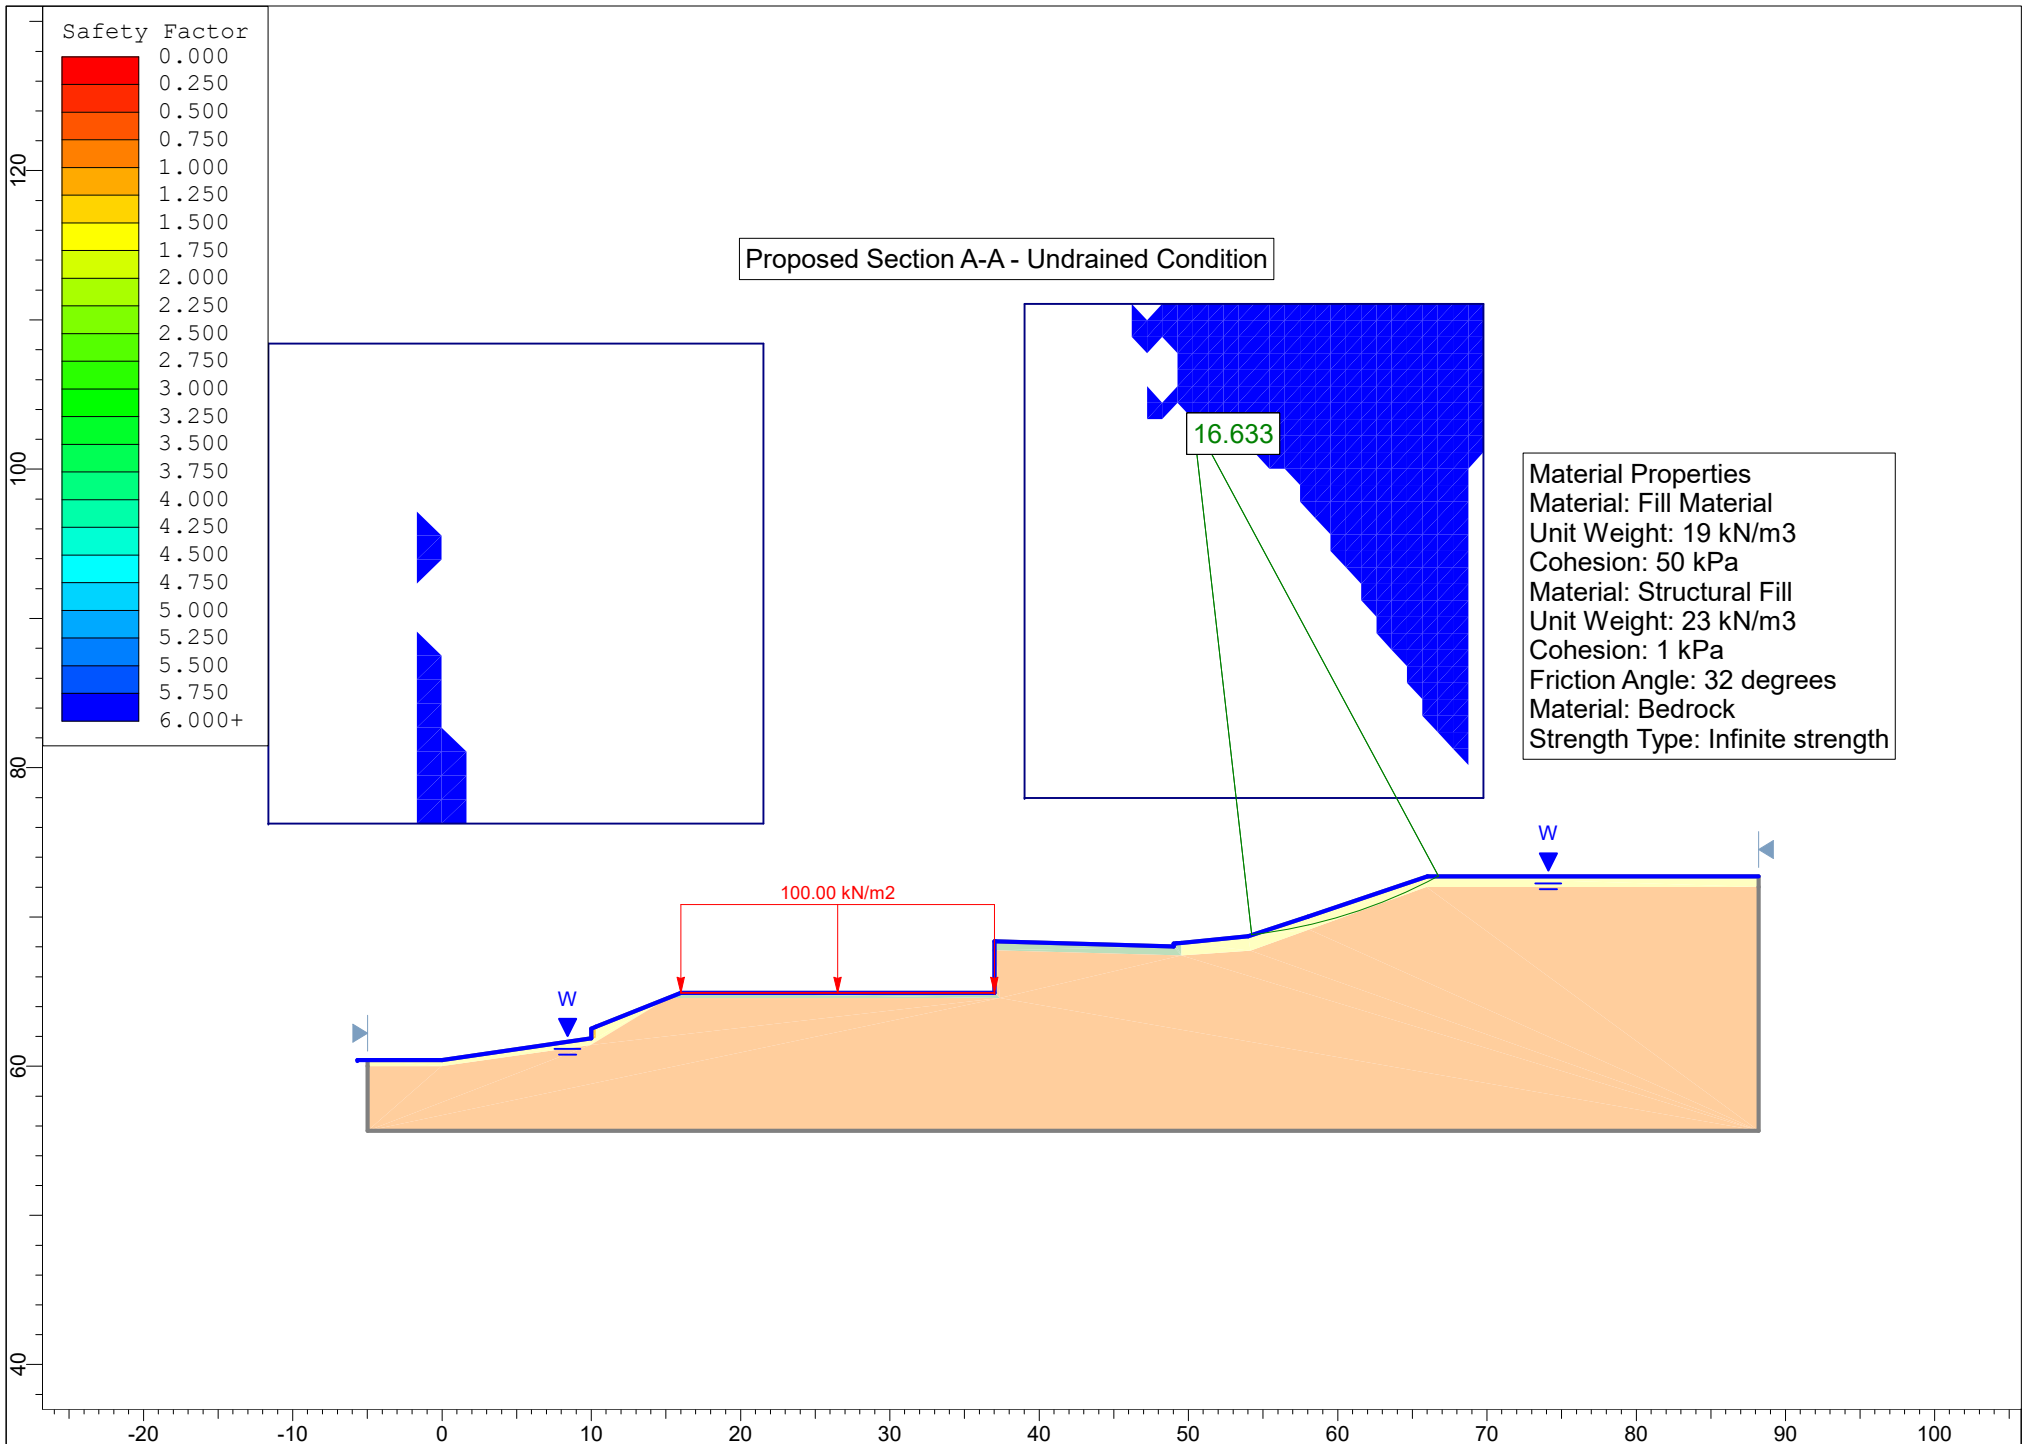 Safety Factor
0.000
0.250
0.500
0.750
1.000
1.250
1.500
1.750
2.000
2.250
2.500
2.750
3.000
3.250
3.500
3.750
4.000
4.250
4.500
4.750
5.000
5.250
5.500
5.750
6.000+
Proposed Section A-A - Undrained Condition
16.633
Material Properties
Material: Fill Material
Unit Weight: 19 kN/m3
Cohesion: 50 kPa
Material: Structural Fill
Unit Weight: 23 kN/m3
Cohesion: 1 kPa
Friction Angle: 32 degrees
Material: Bedrock
Strength Type: Infinite strength
W
100.00 kN/m2
W
120
100
80
60
40
-20 -10 0 10 20 30 40 50 60 70 80 90 100